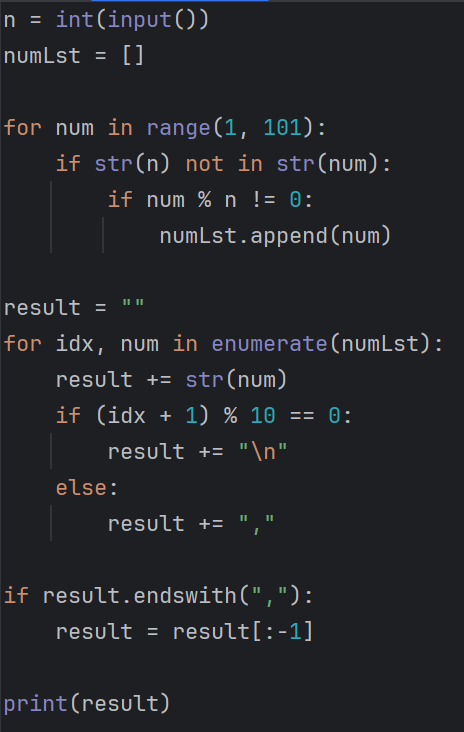 n = int(input())
numLst = []

for num in range(1, 101):
    if str(n) not in str(num):
        if num % n != 0:
            numLst.append(num)

result = ""
for idx, num in enumerate(numLst):
    result += str(num)
    if (idx + 1) % 10 == 0:
        result += "\n"
    else:
        result += ","

if result.endswith(","):
    result = result[:-1]

print(result)